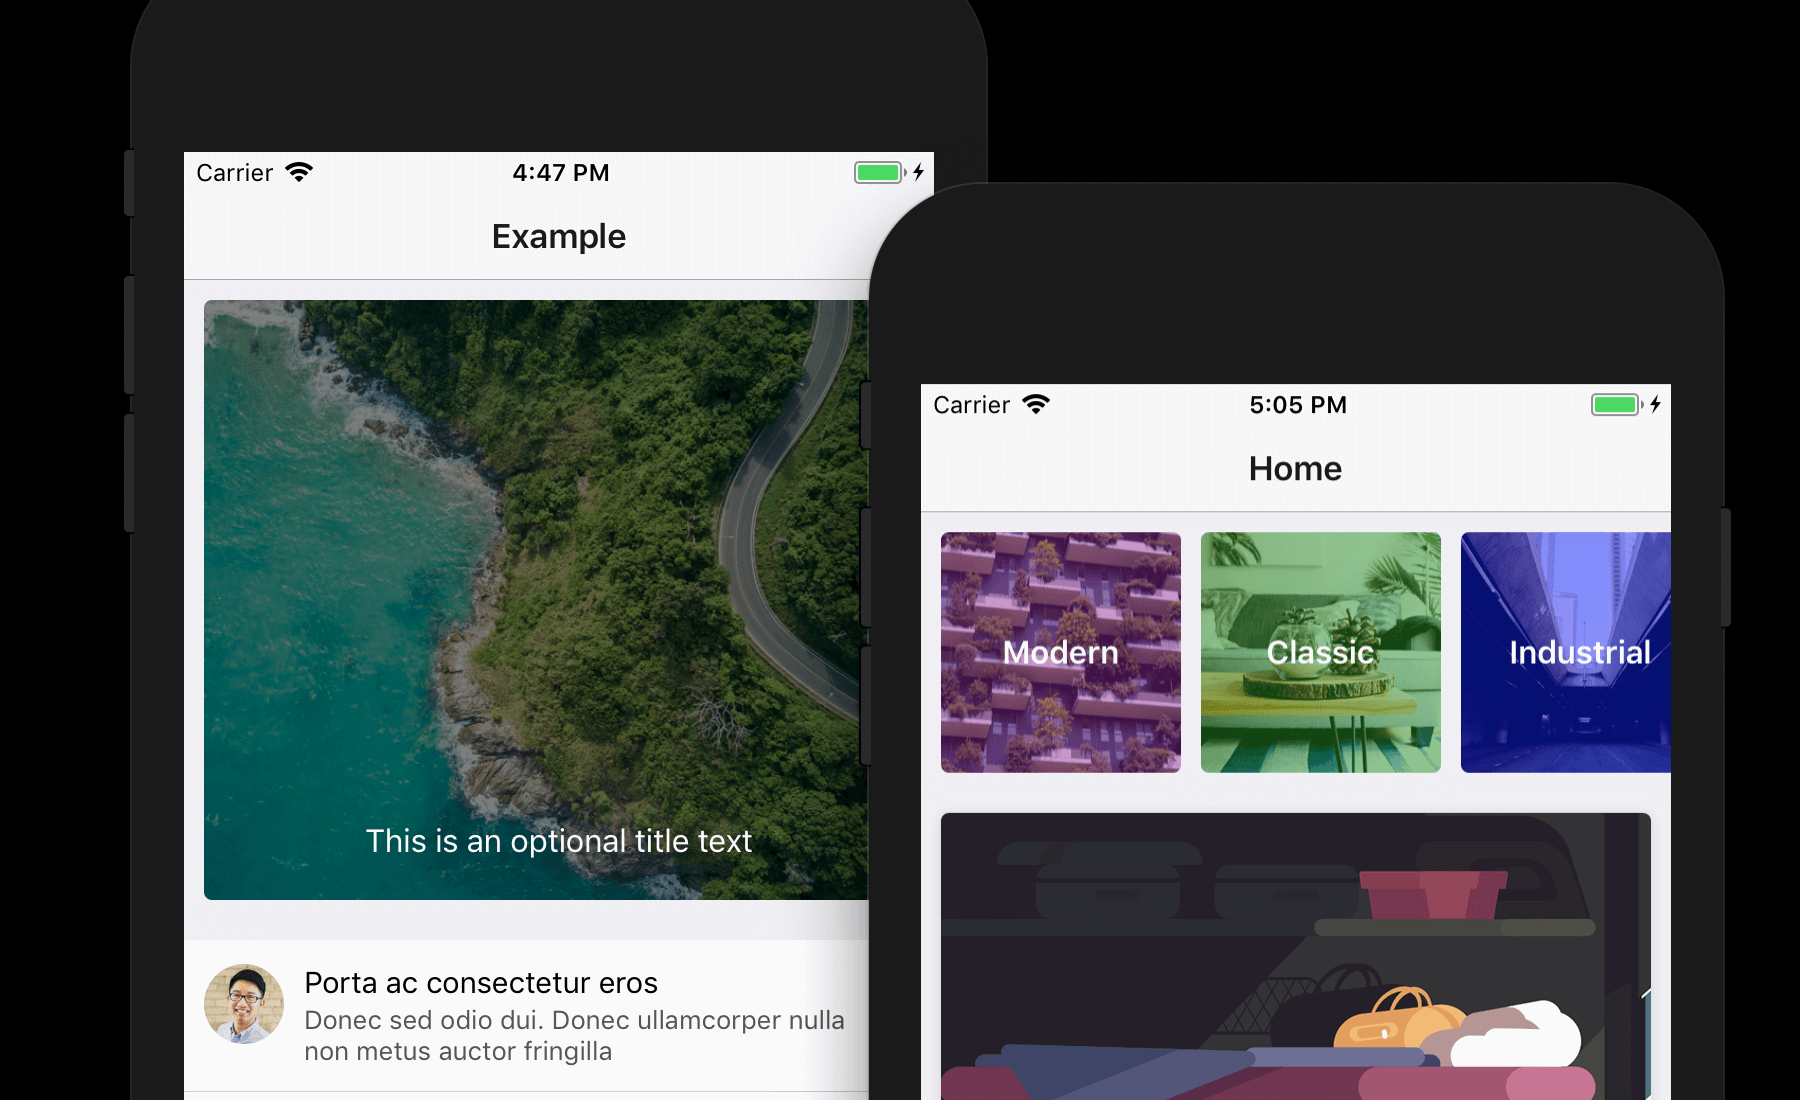 Carrier
4:47 PM
Example
This is an optional title text
Porta ac consectetur eros
Donec sed odio dui. Donec ullamcorper nulla
non metus auctor fringilla
Carrier
5:05 PM
Home
Modern
Classic
Industrial